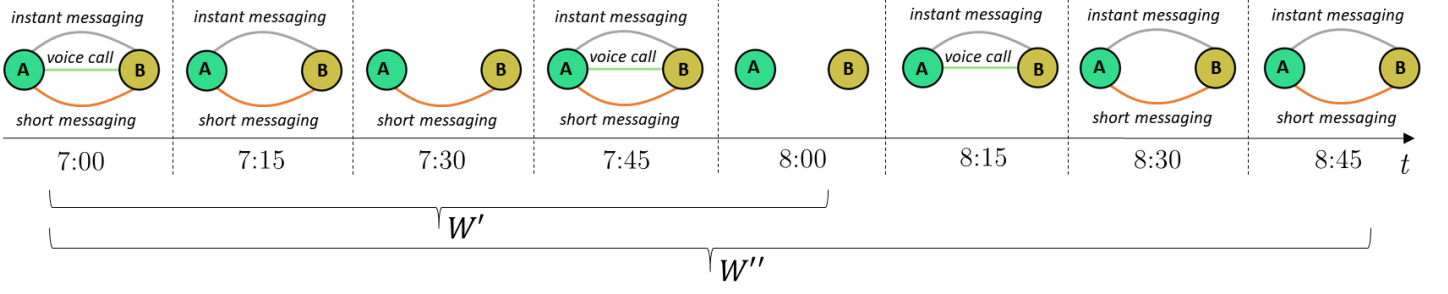 instant messaging instant messaging instant messaging instant messaging instant messaging instant messaging
A voice call B A B A B A voice call B A B A voice call B A B A B
short messaging short messaging short messaging short messaging short messaging short messaging
7:00 7:15 7:30 7:45 8:00 8:15 8:30 8:45 t
W'
W''